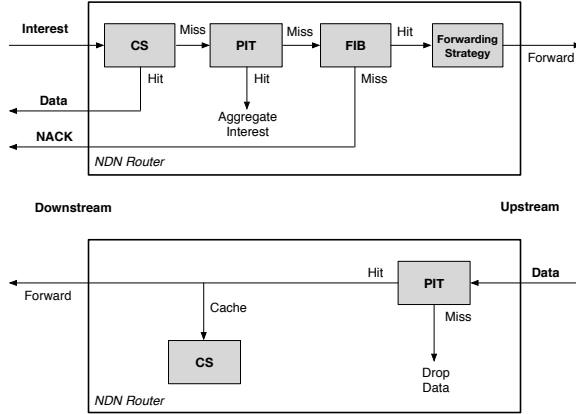 Interest
CS
Miss
PIT
Miss
FIB
Hit
Forwarding
Strategy
Forward
Hit
Hit
Miss
Data
Aggregate
Interest
NACK
NDN Router
Downstream
Upstream
Hit
PIT
Data
Forward
Cache
Miss
CS
Drop
Data
NDN Router